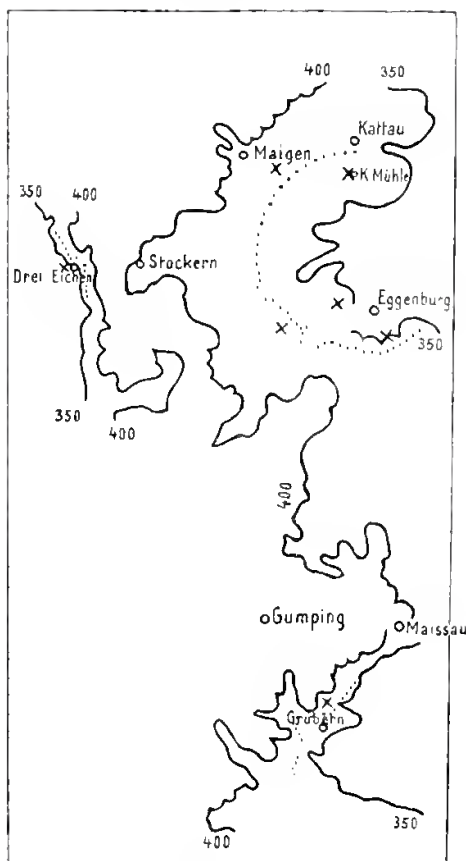 400
350
Kattau
Maigen
K Mühle
350
400
Stockern
Drei Eichen
Eggenburg
350
350
400
400
Gumping
Maissau
Grübern
400
350